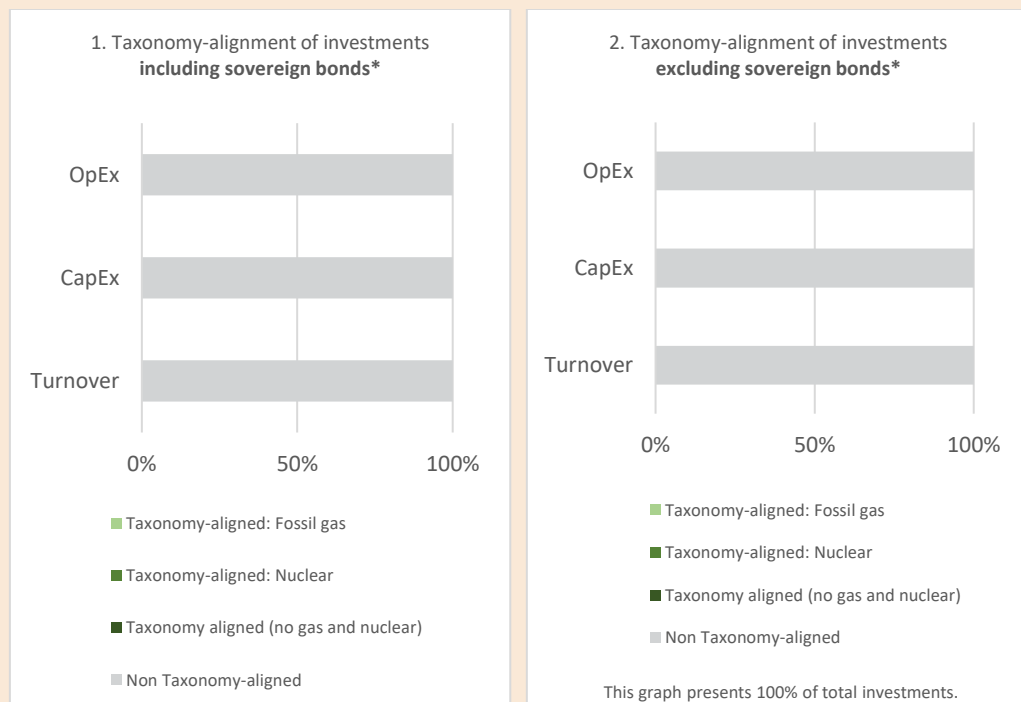 1. Taxonomy-alignment of investments
including sovereign bonds*
OpEx
CapEx
Turnover
0%
50%
100%
Taxonomy-aligned: Fossil gas
Taxonomy-aligned: Nuclear
Taxonomy aligned (no gas and nuclear)
Non Taxonomy-aligned
2. Taxonomy-alignment of investments
excluding sovereign bonds*
OpEx
CapEx
Turnover
0%
50%
100%
Taxonomy-aligned: Fossil gas
Taxonomy-aligned: Nuclear
Taxonomy aligned (no gas and nuclear)
Non Taxonomy-aligned
This graph presents 100% of total investments.